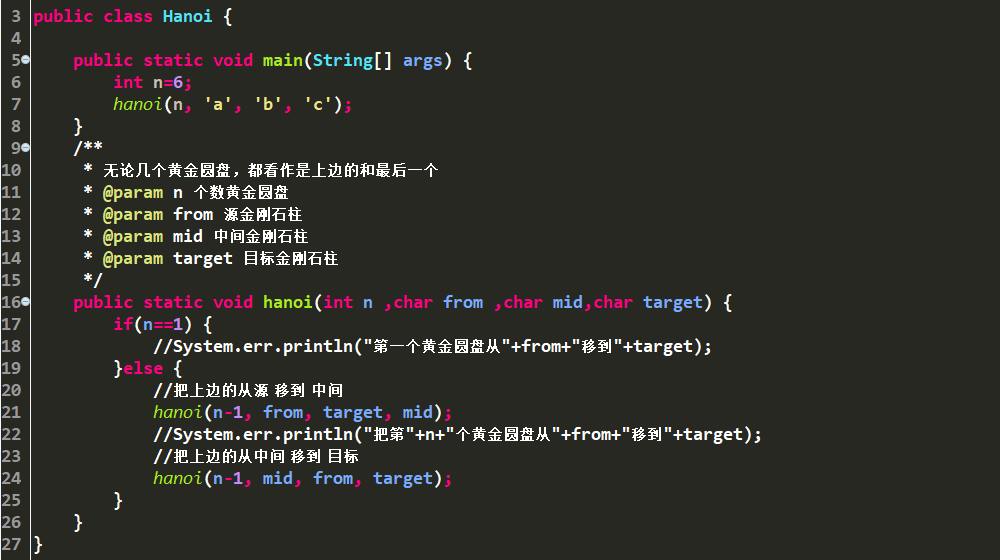 3 public class Hanoi {
4
5 public static void main(String[] args) {
6 int n=6;
7 hanoi(n, 'a', 'b', 'c');
8 }
9 /**
10 * 无论几个黄金圆盘，都看作是上边的和最后一个
11 * @param n 个数黄金圆盘
12 * @param from 源金刚石柱
13 * @param mid 中间金刚石柱
14 * @param target 目标金刚石柱
15 */
16 public static void hanoi(int n ,char from ,char mid,char target) {
17 if(n==1) {
18 //System.err.println("第一个黄金圆盘从"+from+"移到"+target);
19 }else {
20 //把上边的从源 移到 中间
21 hanoi(n-1, from, target, mid);
22 //System.err.println("把第"+n+"个黄金圆盘从"+from+"移到"+target);
23 //把上边的从中间 移到 目标
24 hanoi(n-1, mid, from, target);
25 }
26 }
27 }